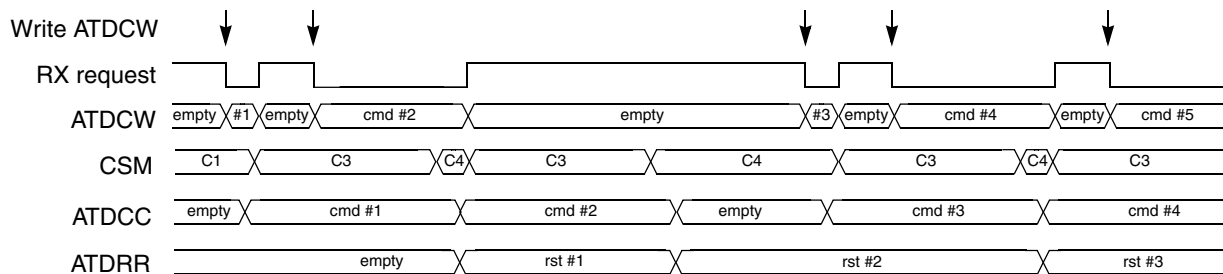 Write ATDCW
RX request
ATDCW empty #1 empty cmd #2 empty #3 empty cmd #4 empty cmd #5
CSM C1 C3 C4 C3 C4 C3 C4 C3
ATDCC empty cmd #1 cmd #2 empty cmd #3 cmd #4
ATDRR empty rst #1 rst #2 rst #3